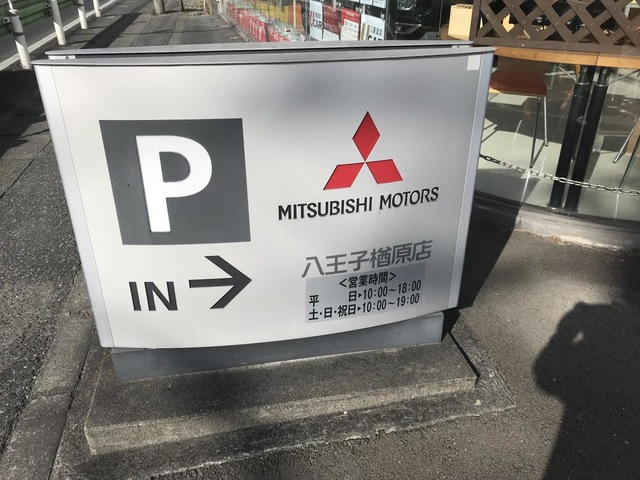 P
MITSUBISHI MOTORS
IN →
八王子楢原店
<営業時間>
平　日▶10:00~18:00
土・日・祝日▶10:00~19:00